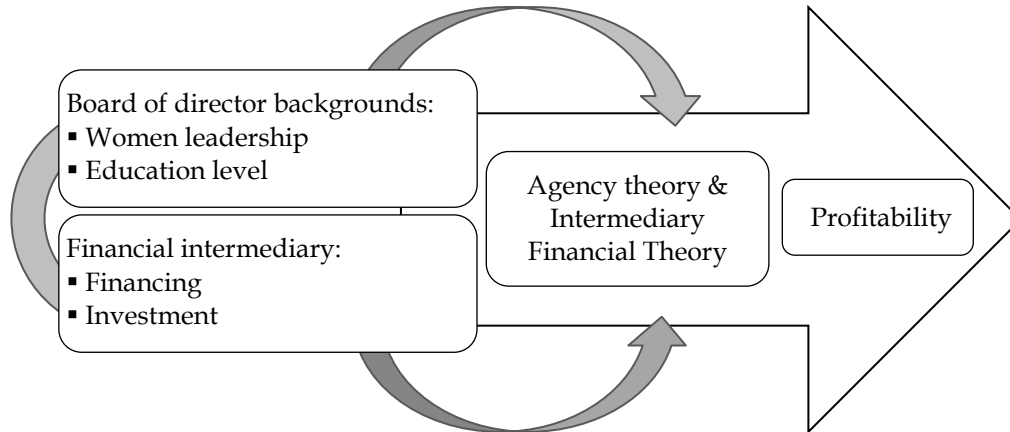 Board of director backgrounds:
▪ Women leadership
▪ Education level
Financial intermediary:
▪ Financing
▪ Investment
Agency theory &
Intermediary
Financial Theory
Profitability